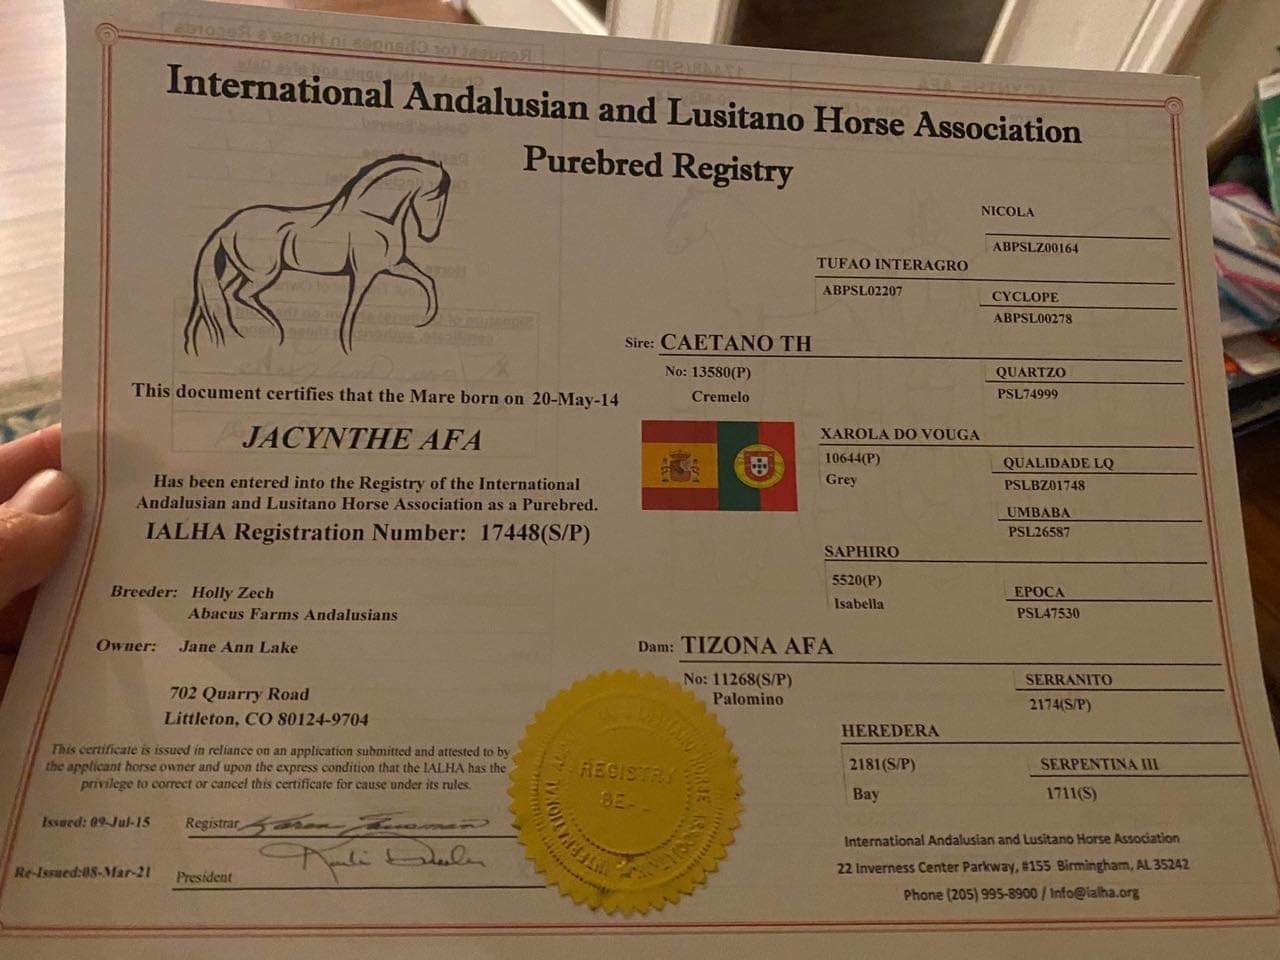 International Andalusian and Lusitano Horse Association
Purebred Registry
This document certifies that the Mare born on 20-May-14
JACYNTHE AFA
Has been entered into the Registry of the International
Andalusian and Lusitano Horse Association as a Purebred.
IALHA Registration Number: 17448(S/P)
Breeder: Holly Zech
Abacus Farms Andalusians
Owner: Jane Ann Lake
702 Quarry Road
Littleton, CO 80124-9704
This certificate is issued in reliance on an application submitted and attested to by
the applicant horse owner and upon the express condition that the IALHA has the
privilege to correct or cancel this certificate for cause under its rules.
Issued: 09-Jul-15
Registrar
Re-Issued:08-Mar-21
President
REGISTRY
NICOLA
ABPSLZ00164
TUFAO INTERAGRO
ABPSL02207
CYCLOPE
ABPSL00278
Sire: CAETANO TH
No: 13580(P)
Cremelo
QUARTZO
PSL74999
XAROLA DO VOUGA
10644(P)
Grey
QUALIDADE LQ
PSLBZ01748
UMBABA
PSL26587
SAPHIRO
5520(P)
Isabella
EPOCA
PSL47530
Dam: TIZONA AFA
No: 11268(S/P)
Palomino
SERRANITO
2174(S/P)
HEREDERA
2181(S/P)
Bay
SERPENTINA III
1711(S)
International Andalusian and Lusitano Horse Association
22 Inverness Center Parkway, #155 Birmingham, AL 35242
Phone (205) 995-8900 / Info@ialha.org